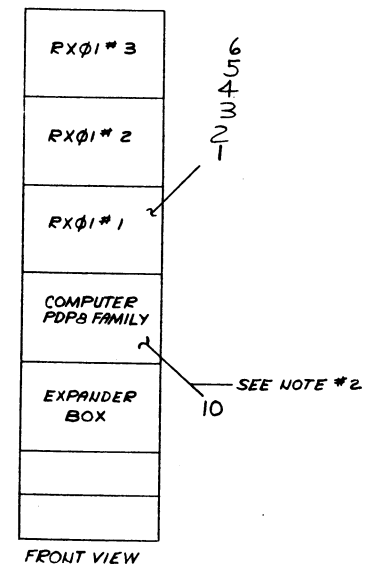 RXØ1 # 3
6
5
4
3
2
1
RXØ1 # 2
RXØ1 # 1
COMPUTER
PDP8 FAMILY
SEE NOTE #2
10
EXPANDER
BOX
FRONT VIEW